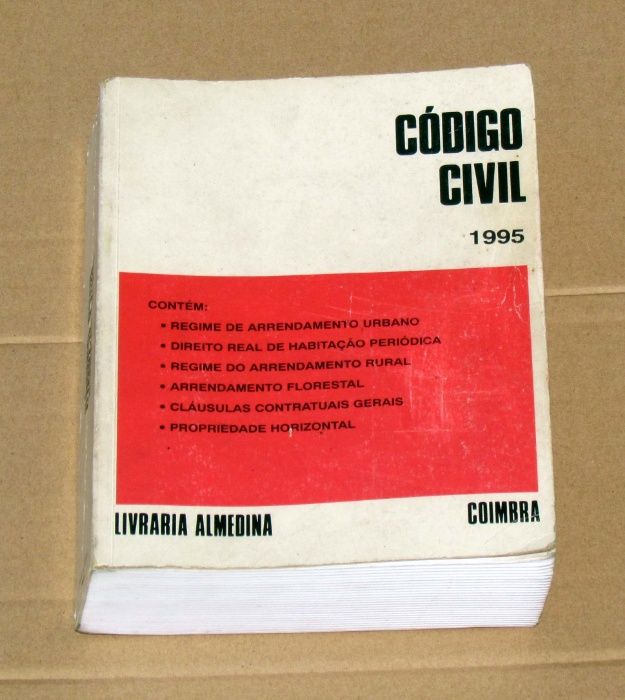 CÓDIGO
CIVIL
1995
CONTÉM:
• REGIME DE ARRENDAMENTO URBANO
• DIREITO REAL DE HABITAÇÃO PERIÓDICA
• REGIME DO ARRENDAMENTO RURAL
• ARRENDAMENTO FLORESTAL
• CLÁUSULAS CONTRATUAIS GERAIS
• PROPRIEDADE HORIZONTAL
LIVRARIA ALMEDINA COIMBRA